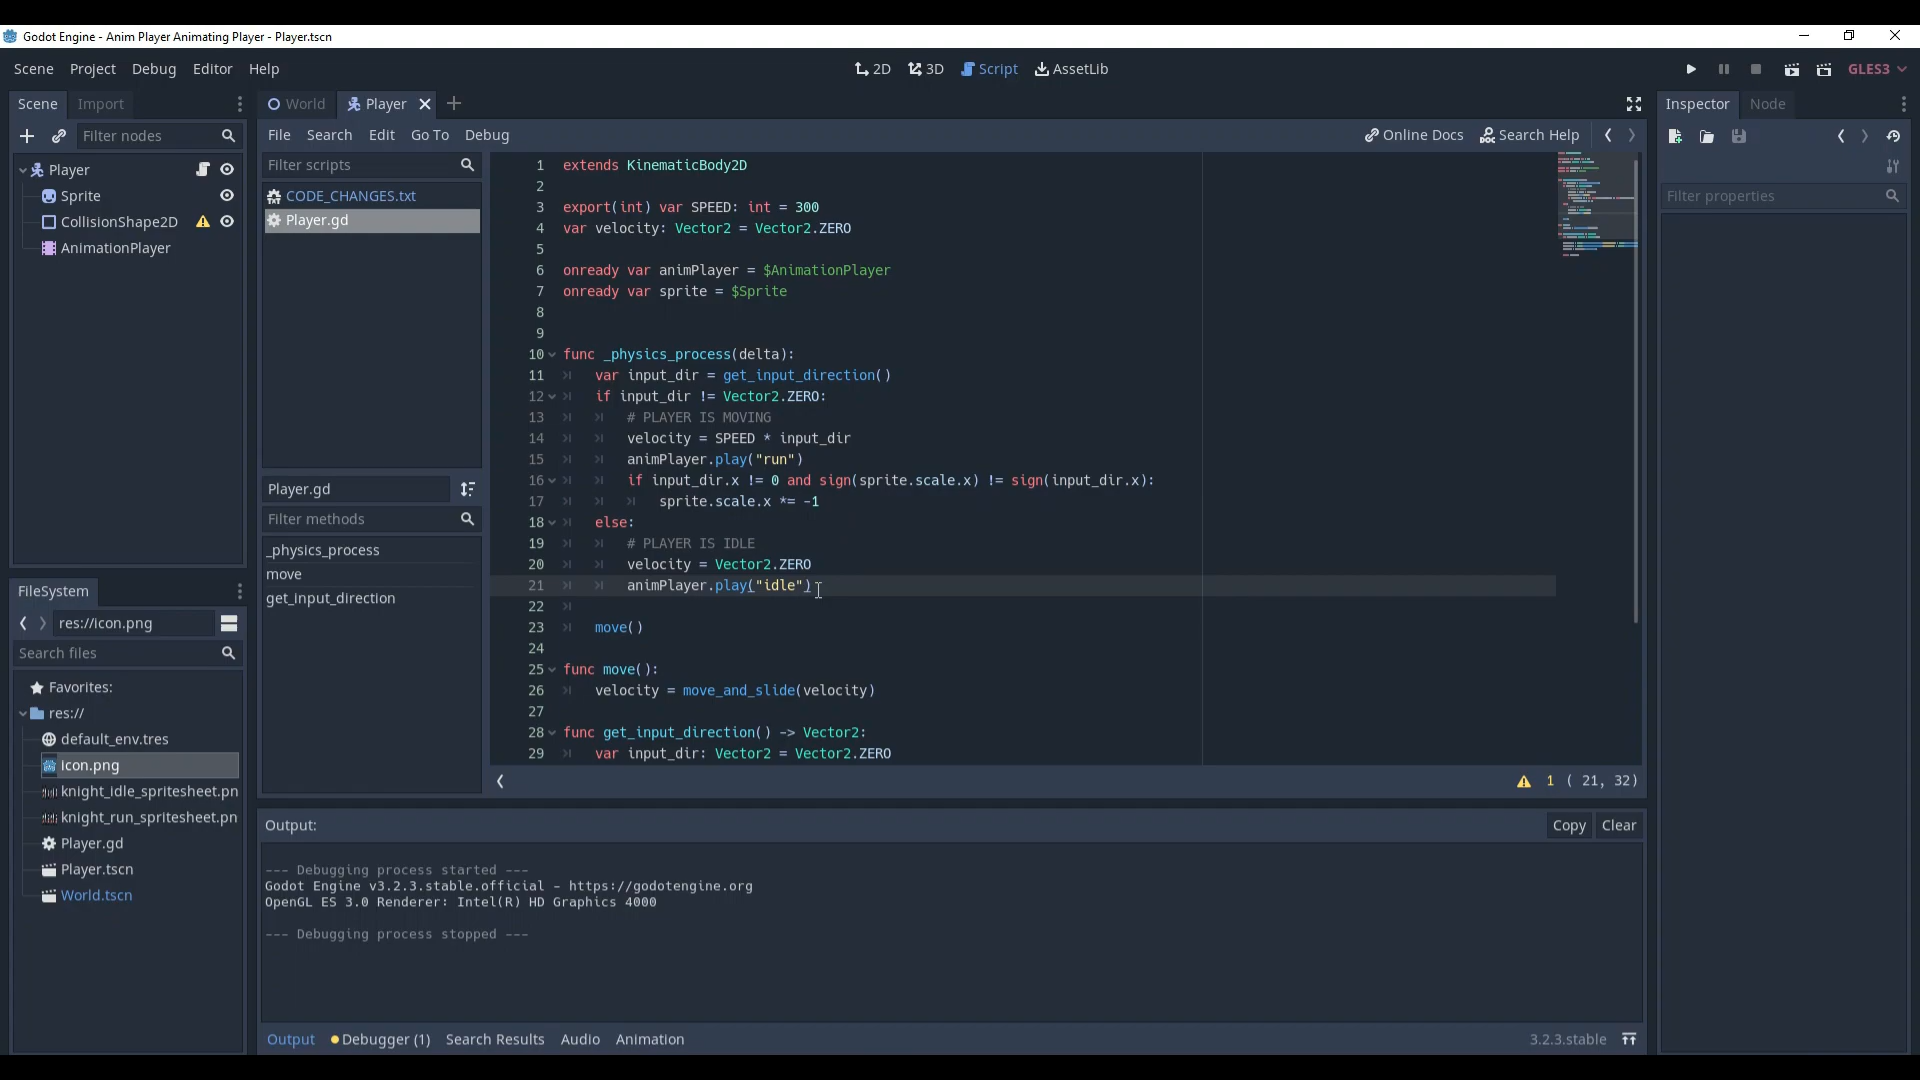 Godot Engine - Anim Player Animating Player - Player.tscn
Scene Project Debug Editor Help
2D 3D Script AssetLib
GLES3
Scene Import
Filter nodes
Player
Sprite
CollisionShape2D
AnimationPlayer
FileSystem
res://icon.png
Search files
Favorites:
res://
default_env.tres
icon.png
knight_idle_spritesheet.pn
knight_run_spritesheet.pn
Player.gd
Player.tscn
World.tscn
World Player
File Search Edit Go To Debug
Online Docs Search Help
Filter scripts
CODE_CHANGES.txt
Player.gd
Player.gd
Filter methods
_physics_process
move
get_input_direction
1 extends KinematicBody2D
2
3 export(int) var SPEED: int = 300
4 var velocity: Vector2 = Vector2.ZERO
5
6 onready var animPlayer = $AnimationPlayer
7 onready var sprite = $Sprite
8
9
10 func _physics_process(delta):
11 var input_dir = get_input_direction()
12 if input_dir != Vector2.ZERO:
13 # PLAYER IS MOVING
14 velocity = SPEED * input_dir
15 animPlayer.play("run")
16 if input_dir.x != 0 and sign(sprite.scale.x) != sign(input_dir.x):
17 sprite.scale.x *= -1
18 else:
19 # PLAYER IS IDLE
20 velocity = Vector2.ZERO
21 animPlayer.play("idle")
22
23 move()
24
25 func move():
26 velocity = move_and_slide(velocity)
27
28 func get_input_direction() -> Vector2:
29 var input_dir: Vector2 = Vector2.ZERO
1 ( 21, 32)
Output:
Copy Clear
--- Debugging process started ---
Godot Engine v3.2.3.stable.official - https://godotengine.org
OpenGL ES 3.0 Renderer: Intel(R) HD Graphics 4000
--- Debugging process stopped ---
Output Debugger (1) Search Results Audio Animation
3.2.3.stable
Inspector Node
Filter properties